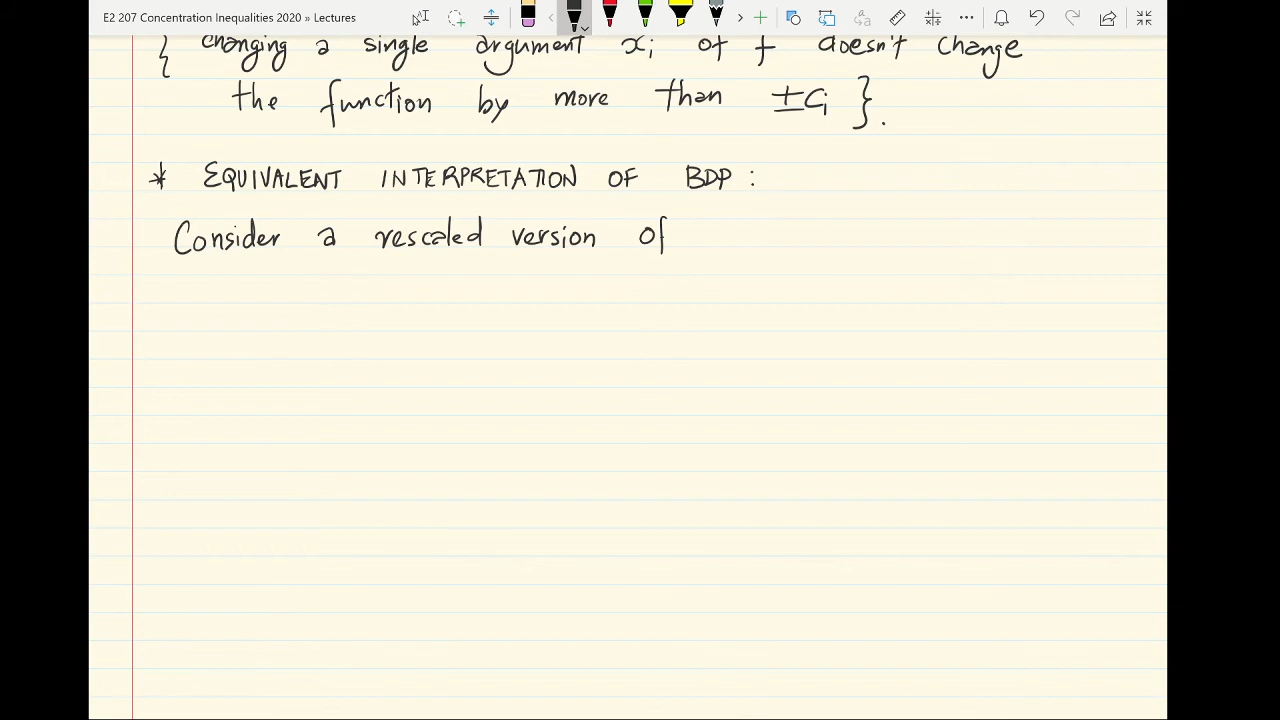 E2 207 Concentration Inequalities 2020 » Lectures
{ changing a single argument xᵢ of f doesn't change
the function by more than ±Cᵢ }.
* EQUIVALENT INTERPRETATION OF BDP :
Consider a rescaled version of